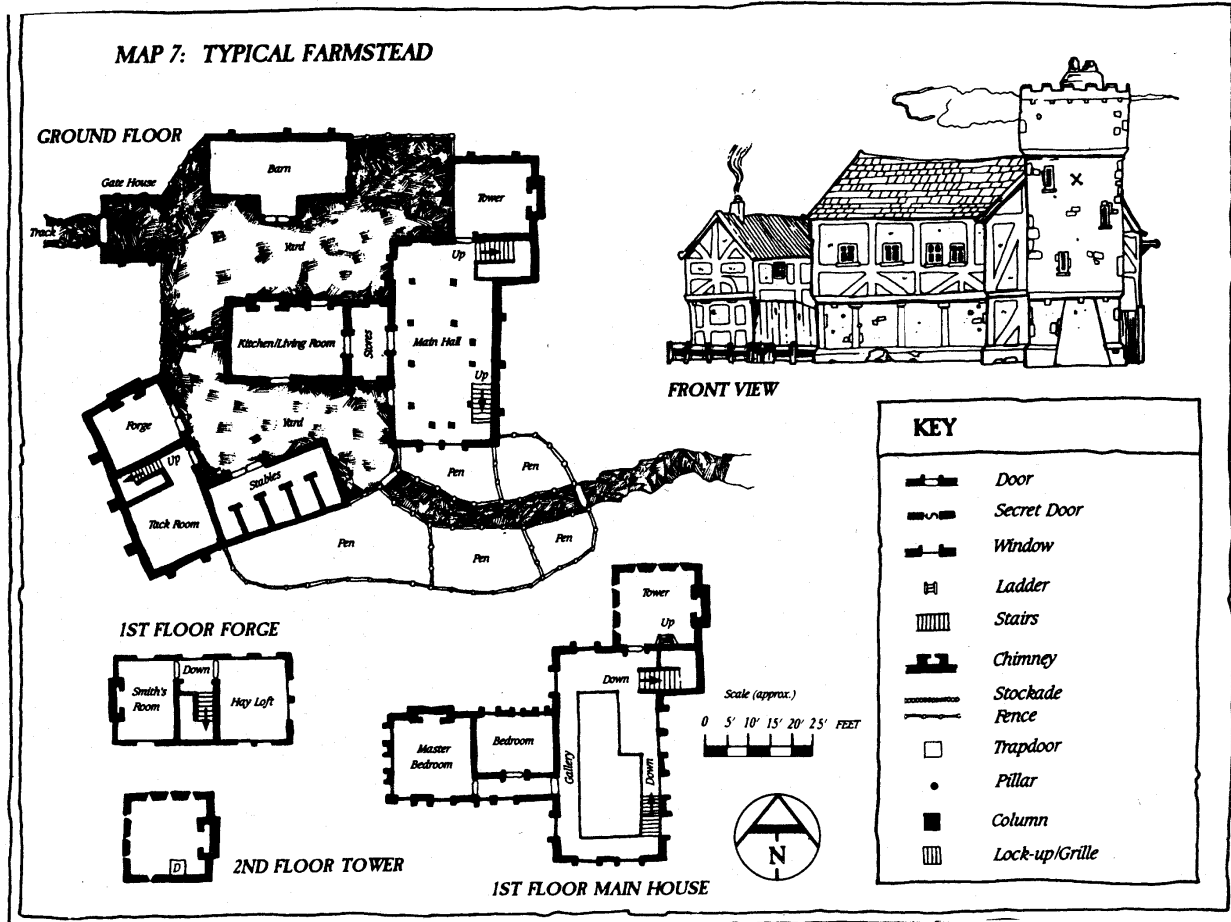 MAP 7: TYPICAL FARMSTEAD
GROUND FLOOR
Barn
Gate House
Tower
Track
Yard
Up
Kitchen/Living Room
Stores
Main Hall
Up
Forge
Yard
Up
Stables
Tack Room
Pen
Pen
Pen
Pen
Pen
FRONT VIEW
KEY
Door
Secret Door
Window
Ladder
Stairs
Chimney
Stockade
Fence
Trapdoor
Pillar
Column
Lock-up/Grille
1ST FLOOR FORGE
Down
Smith's
Room
Hay Loft
Tower
Up
Down
Master
Bedroom
Bedroom
Gallery
Down
Scale (approx.)
0 5' 10' 15' 20' 25' FEET
N
D
2ND FLOOR TOWER
1ST FLOOR MAIN HOUSE